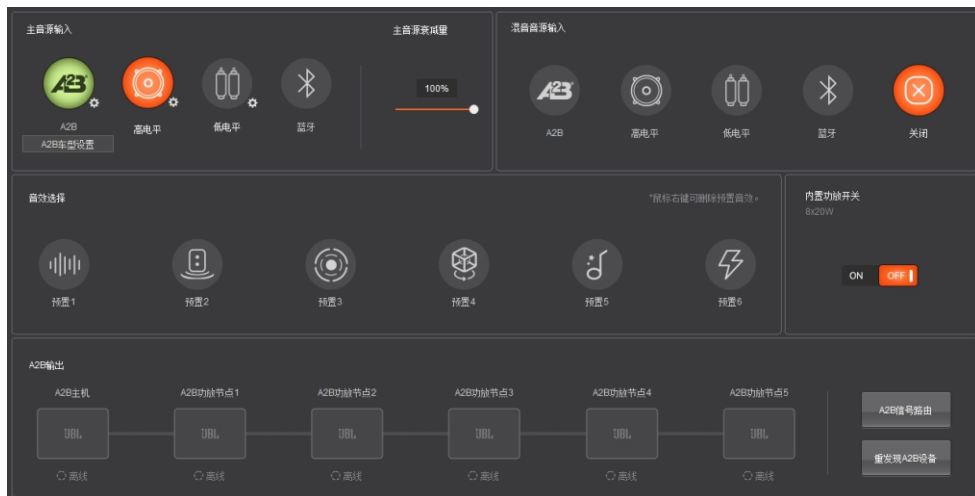 主音源输入
主音源衰减量
混音音源输入
A2B
100%
A2B
高电平
低电平
蓝牙
A2B
高电平
低电平
蓝牙
关闭
A2B车型设置
音效选择
*鼠标右键可删除预置音效。
内置功放开关
8x20W
ON
OFF
预置1
预置2
预置3
预置4
预置5
预置6
A2B输出
A2B主机
A2B功放节点1
A2B功放节点2
A2B功放节点3
A2B功放节点4
A2B功放节点5
JBL
JBL
JBL
JBL
JBL
JBL
离线
离线
离线
离线
离线
离线
A2B信号路由
重发现A2B设备